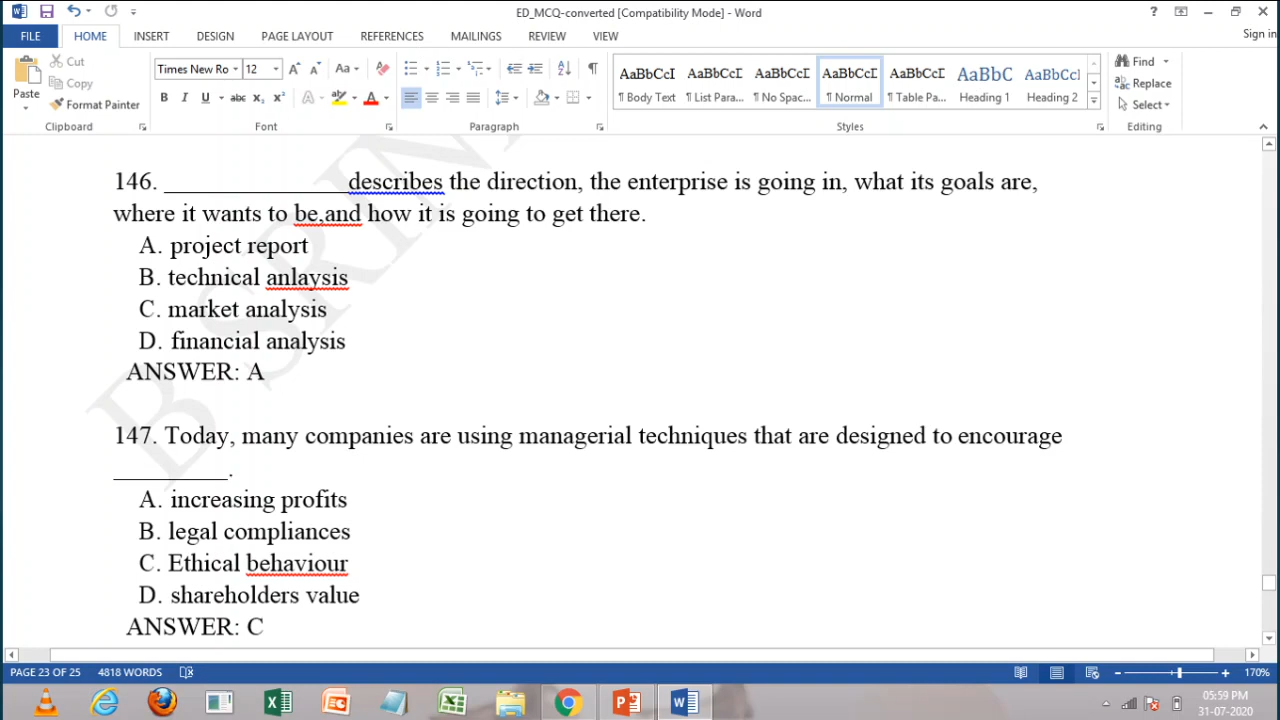 ED_MCQ-converted [Compatibility Mode] - Word
FILE HOME INSERT DESIGN PAGE LAYOUT REFERENCES MAILINGS REVIEW VIEW Sign in
Cut
Copy
Paste
Format Painter
Times New Ro 12 Aa
B I U abc x₂ x² A A
AaBbCcI AaBbCcI AaBbCcI AaBbCcI AaBbCcI AaBbC AaBbCcI
¶ Body Text ¶ List Para... ¶ No Spac... ¶ Normal ¶ Table Pa... Heading 1 Heading 2
Find
Replace
Select
Clipboard Font Paragraph Styles Editing
146. ________________describes the direction, the enterprise is going in, what its goals are,
where it wants to be,and how it is going to get there.
A. project report
B. technical anlaysis
C. market analysis
D. financial analysis
ANSWER: A
147. Today, many companies are using managerial techniques that are designed to encourage
__________.
A. increasing profits
B. legal compliances
C. Ethical behaviour
D. shareholders value
ANSWER: C
B SRIN
PAGE 23 OF 25 4818 WORDS 170%
05:59 PM
31-07-2020